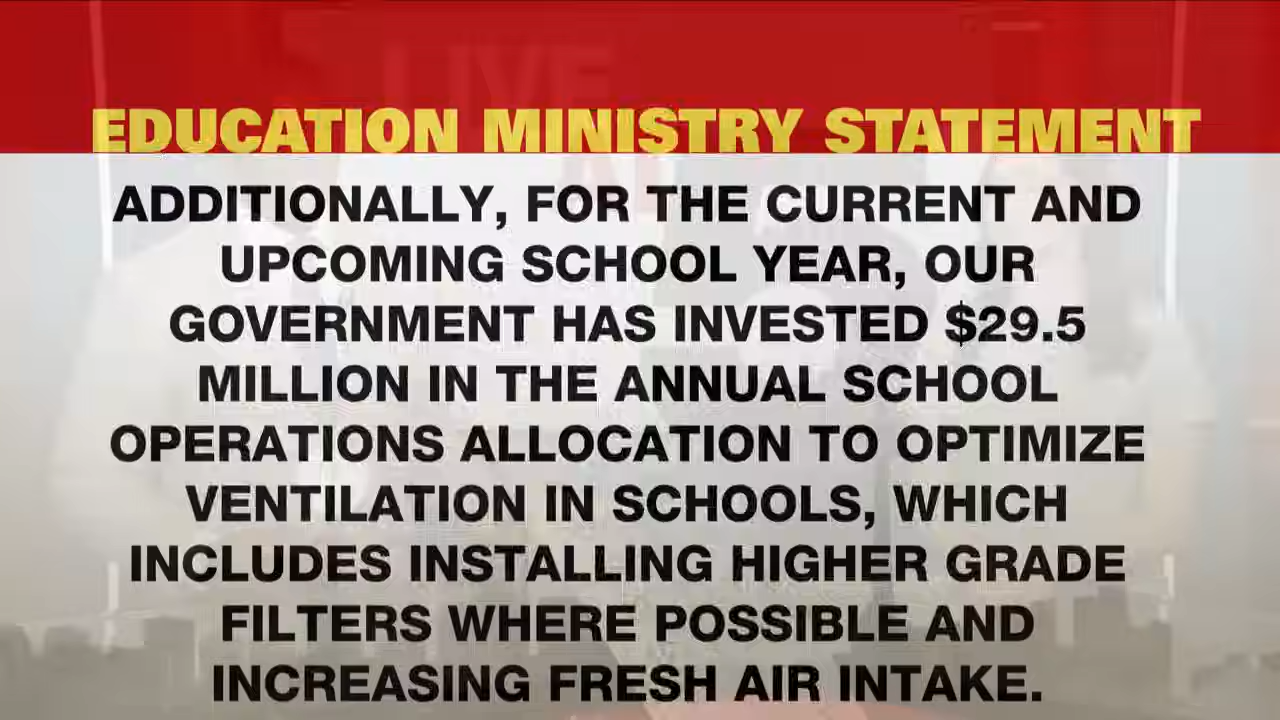 LIVE
EDUCATION MINISTRY STATEMENT
ADDITIONALLY, FOR THE CURRENT AND
UPCOMING SCHOOL YEAR, OUR
GOVERNMENT HAS INVESTED $29.5
MILLION IN THE ANNUAL SCHOOL
OPERATIONS ALLOCATION TO OPTIMIZE
VENTILATION IN SCHOOLS, WHICH
INCLUDES INSTALLING HIGHER GRADE
FILTERS WHERE POSSIBLE AND
INCREASING FRESH AIR INTAKE.